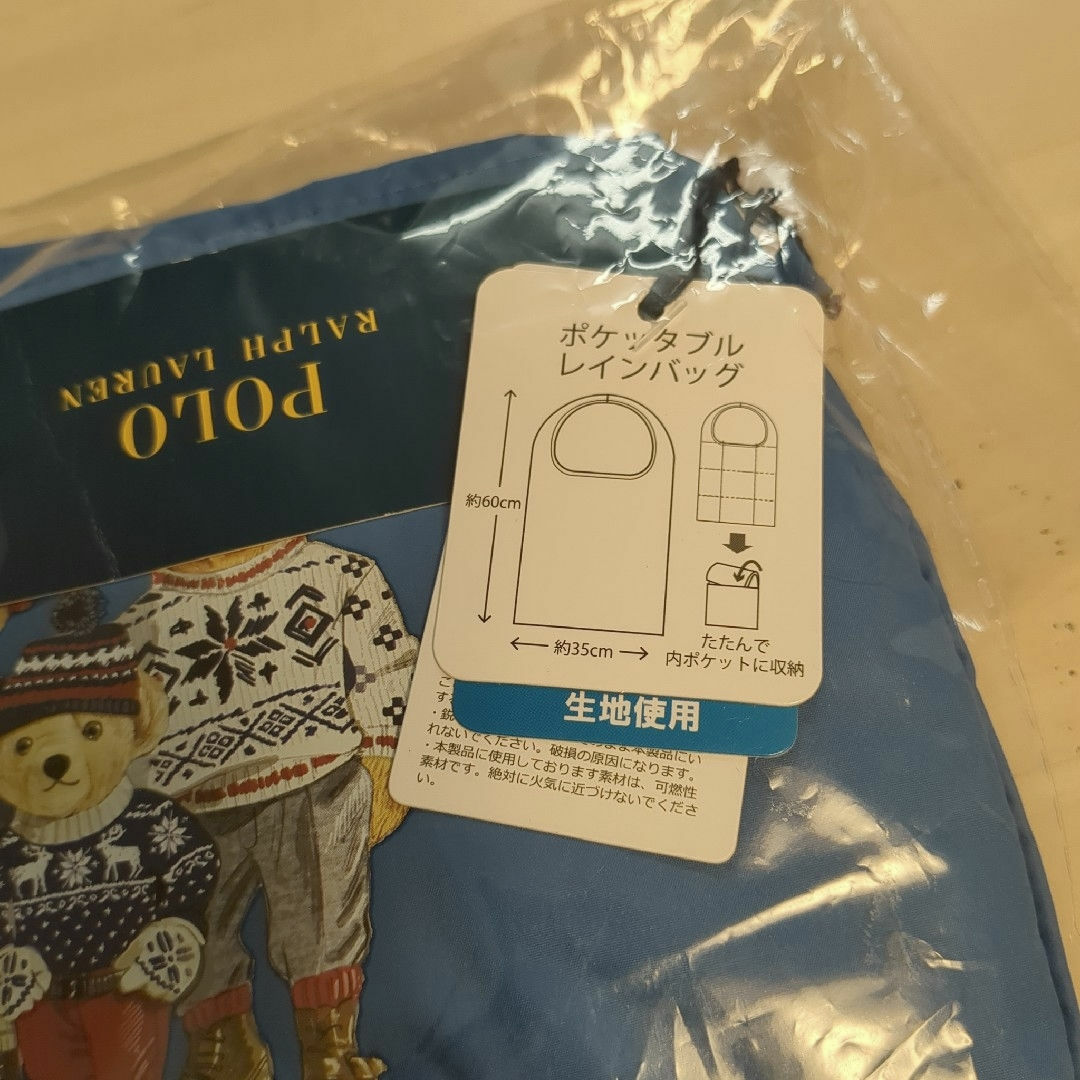 POLO
RALPH LAUREN
ポケッタブル
レインバッグ
約60cm
約35cm
たたんで
内ポケットに収納
生地使用
れないでください。破損の原因になります。
・本製品に使用しております素材は、可燃性
素材です。絶対に火気に近づけないでくださ
い。